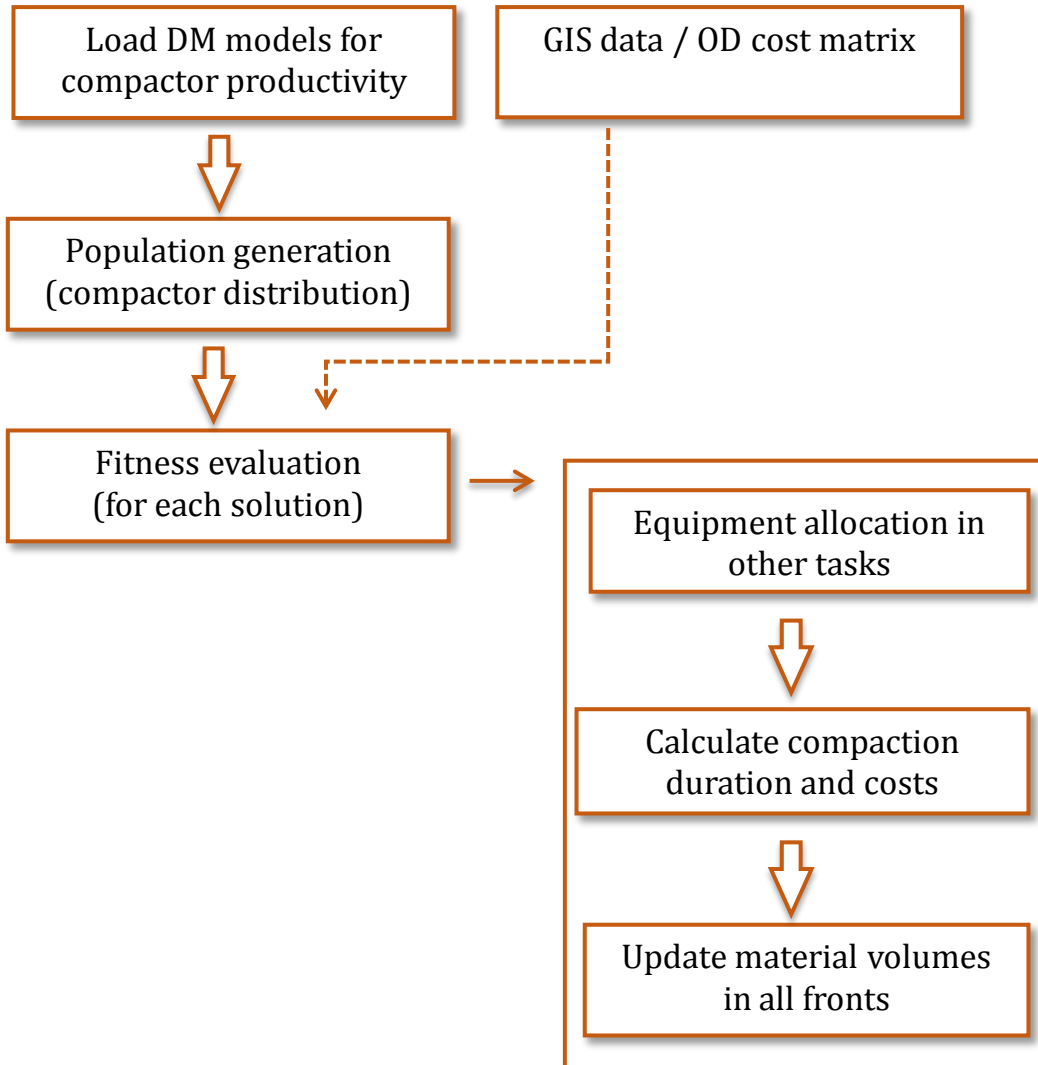 Load DM models for
compactor productivity
GIS data / OD cost matrix
Population generation
(compactor distribution)
Fitness evaluation
(for each solution)
Equipment allocation in
other tasks
Calculate compaction
duration and costs
Update material volumes
in all fronts